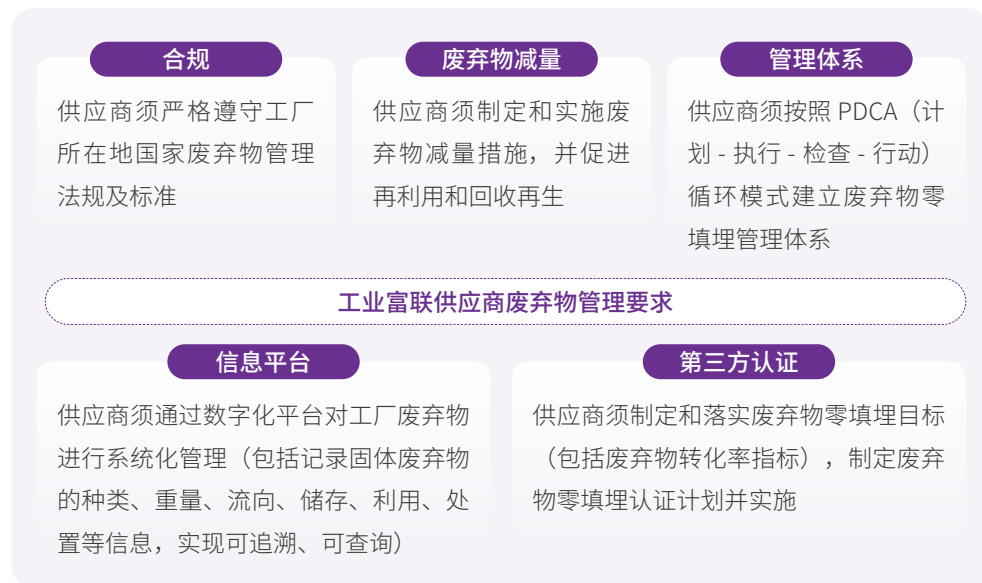 合规
供应商须严格遵守工厂
所在地国家废弃物管理
法规及标准
废弃物减量
供应商须制定和实施废
弃物减量措施，并促进
再利用和回收再生
管理体系
供应商须按照 PDCA（计
划 - 执行 - 检查 - 行动）
循环模式建立废弃物零
填埋管理体系
工业富联供应商废弃物管理要求
信息平台
供应商须通过数字化平台对工厂废弃物
进行系统化管理（包括记录固体废弃物
的种类、重量、流向、储存、利用、处
置等信息，实现可追溯、可查询）
第三方认证
供应商须制定和落实废弃物零填埋目标
（包括废弃物转化率指标），制定废弃
物零填埋认证计划并实施